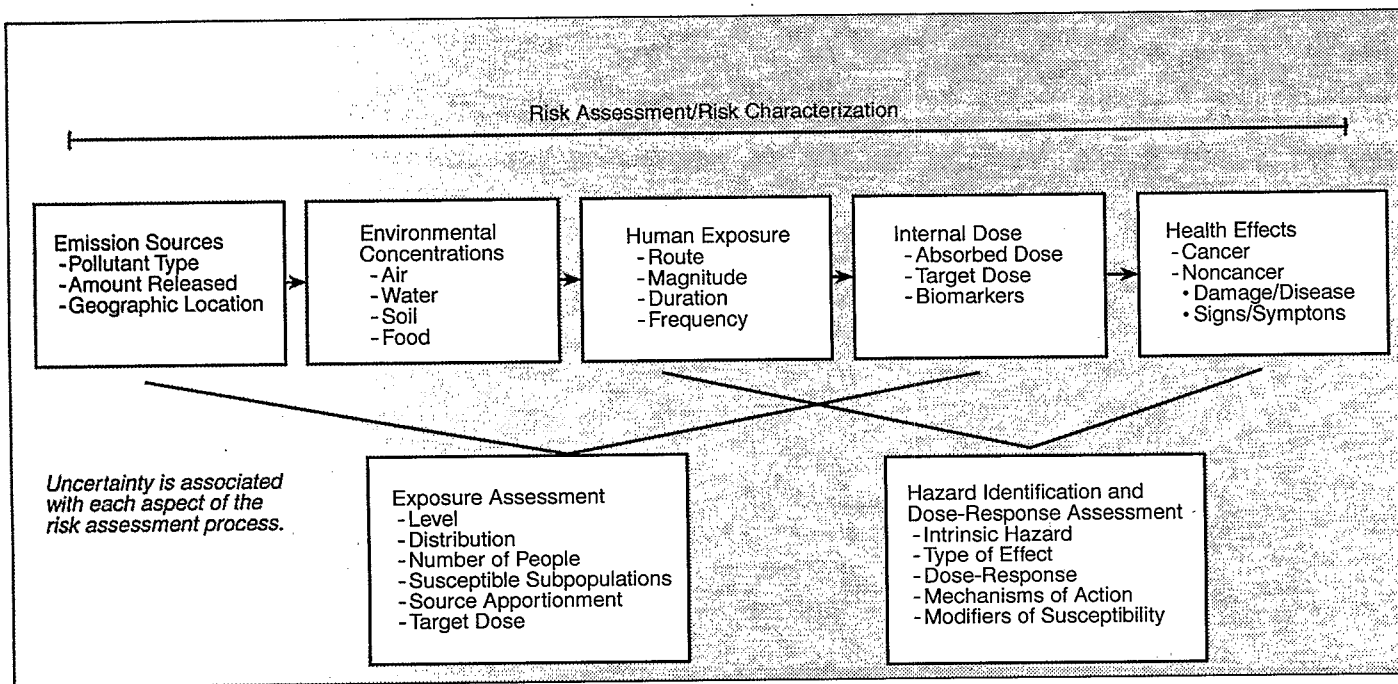 Risk Assessment/Risk Characterization
Emission Sources
-Pollutant Type
-Amount Released
-Geographic Location
Environmental
Concentrations
-Air
-Water
-Soil
-Food
Human Exposure
-Route
-Magnitude
-Duration
-Frequency
Internal Dose
-Absorbed Dose
-Target Dose
-Biomarkers
Health Effects
-Cancer
-Noncancer
• Damage/Disease
• Signs/Symptons
Uncertainty is associated
with each aspect of the
risk assessment process.
Exposure Assessment
-Level
-Distribution
-Number of People
-Susceptible Subpopulations
-Source Apportionment
-Target Dose
Hazard Identification and
Dose-Response Assessment
-Intrinsic Hazard
-Type of Effect
-Dose-Response
-Mechanisms of Action
-Modifiers of Susceptibility